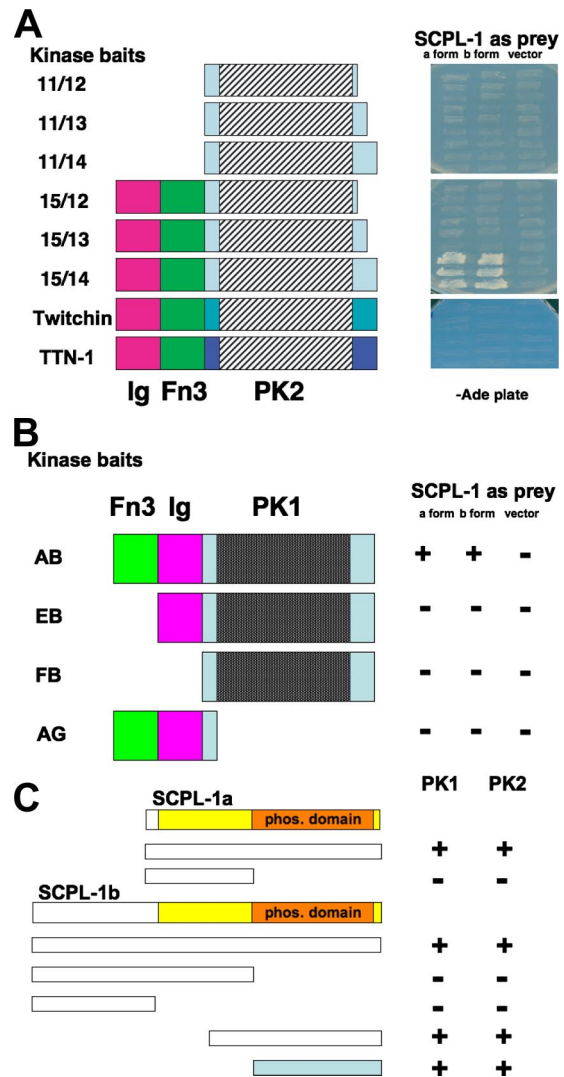 A
Kinase baits
SCPL-1 as prey
a form b form vector
11/12
11/13
11/14
15/12
15/13
15/14
Twitchin
TTN-1
Ig Fn3 PK2
-Ade plate
B
Kinase baits
SCPL-1 as prey
Fn3 Ig PK1
a form b form vector
AB + + -
EB - - -
FB - - -
AG - - -
C
PK1 PK2
SCPL-1a
phos. domain
+ +
- -
SCPL-1b
phos. domain
+ +
- -
- -
+ +
+ +